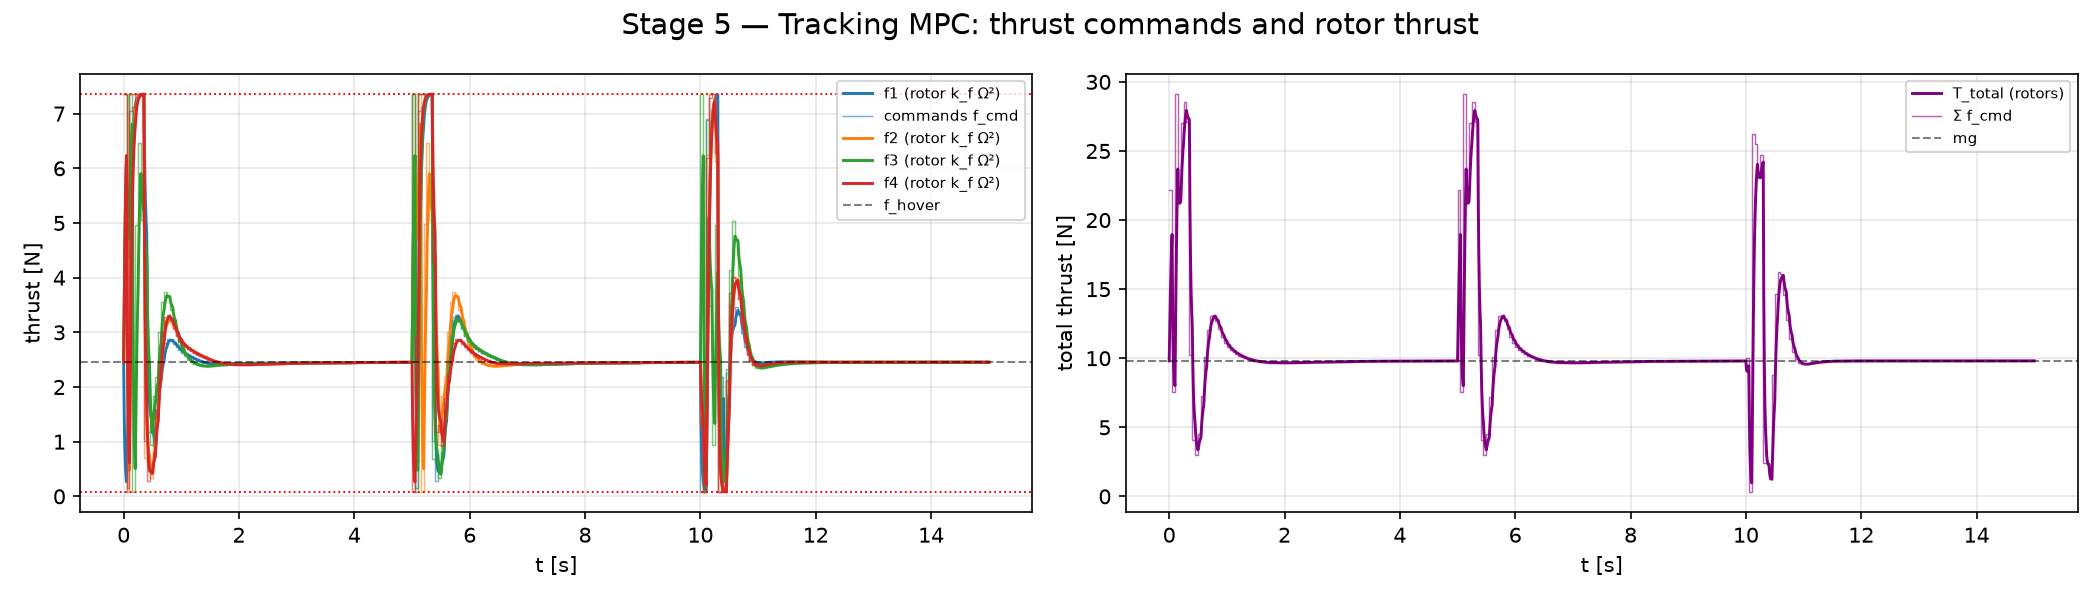 Stage 5 — Tracking MPC: thrust commands and rotor thrust
thrust [N]
7
6
5
4
3
2
1
0
0
2
4
6
8
10
12
14
t [s]
f1 (rotor k_f Ω²)
commands f_cmd
f2 (rotor k_f Ω²)
f3 (rotor k_f Ω²)
f4 (rotor k_f Ω²)
f_hover
total thrust [N]
30
25
20
15
10
5
0
0
2
4
6
8
10
12
14
t [s]
T_total (rotors)
Σ f_cmd
mg